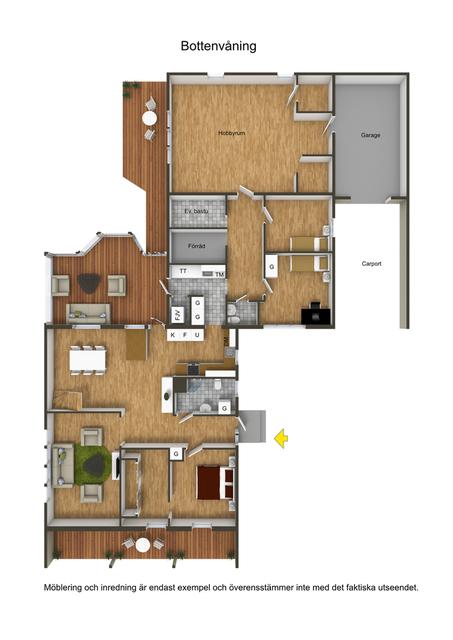 Bottenvåning
Hobbyrum
Garage
Ev. bastu
Förråd
Carport
G
TT
TM
FJV
G
G
K F U
G
G
Möblering och inredning är endast exempel och överensstämmer inte med det faktiska utseendet.